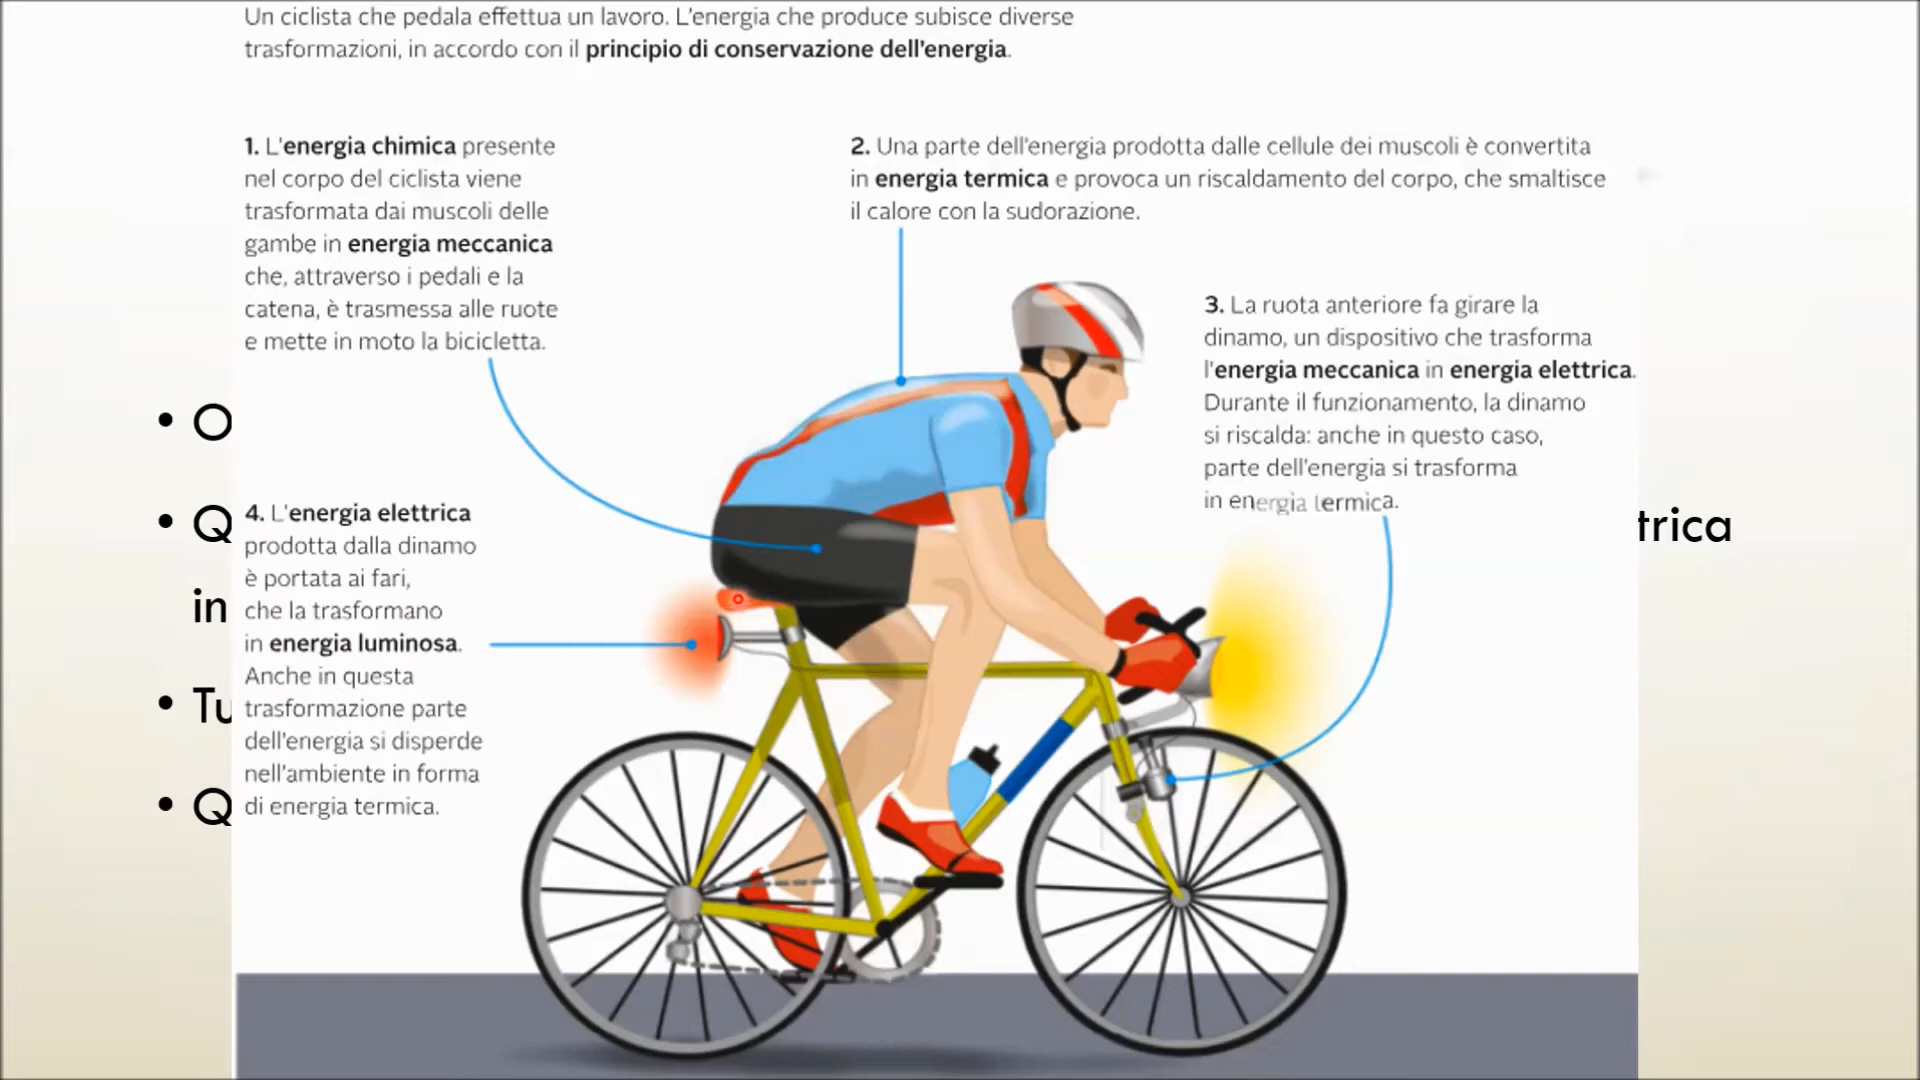 Un ciclista che pedala effettua un lavoro. L'energia che produce subisce diverse
trasformazioni, in accordo con il principio di conservazione dell'energia.
1. L'energia chimica presente
nel corpo del ciclista viene
trasformata dai muscoli delle
gambe in energia meccanica
che, attraverso i pedali e la
catena, è trasmessa alle ruote
e mette in moto la bicicletta.
2. Una parte dell'energia prodotta dalle cellule dei muscoli è convertita
in energia termica e provoca un riscaldamento del corpo, che smaltisce
il calore con la sudorazione.
3. La ruota anteriore fa girare la
dinamo, un dispositivo che trasforma
l'energia meccanica in energia elettrica.
Durante il funzionamento, la dinamo
si riscalda: anche in questo caso,
parte dell'energia si trasforma
in energia termica.
4. L'energia elettrica
prodotta dalla dinamo
è portata ai fari,
che la trasformano
in energia luminosa.
Anche in questa
trasformazione parte
dell'energia si disperde
nell'ambiente in forma
di energia termica.
• O
• Q trica
in
• Tu
• Q